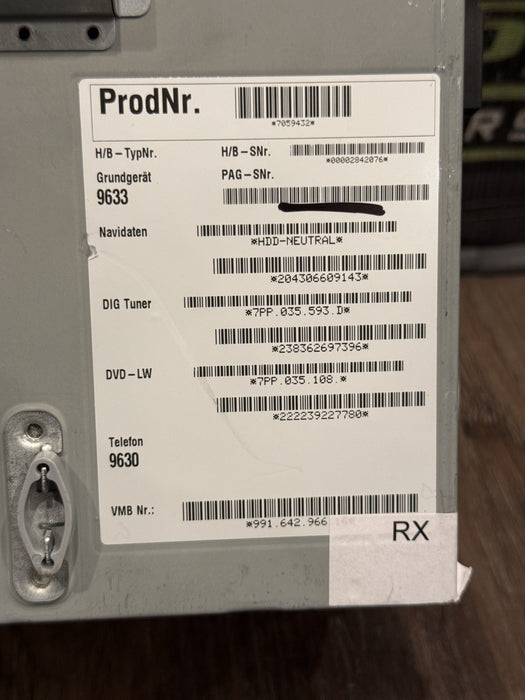 ProdNr.
*7059432*
H/B-TypNr.
H/B-SNr.
*00002842076*
Grundgerät
9633
PAG-SNr.
Navidaten
*HDD-NEUTRAL*
*204306609143*
DIG Tuner
*7PP.035.593.D*
*238362697396*
DVD-LW
*7PP.035.108.*
*222239227780*
Telefon
9630
VMB Nr.:
*991.642.966
RX
R S